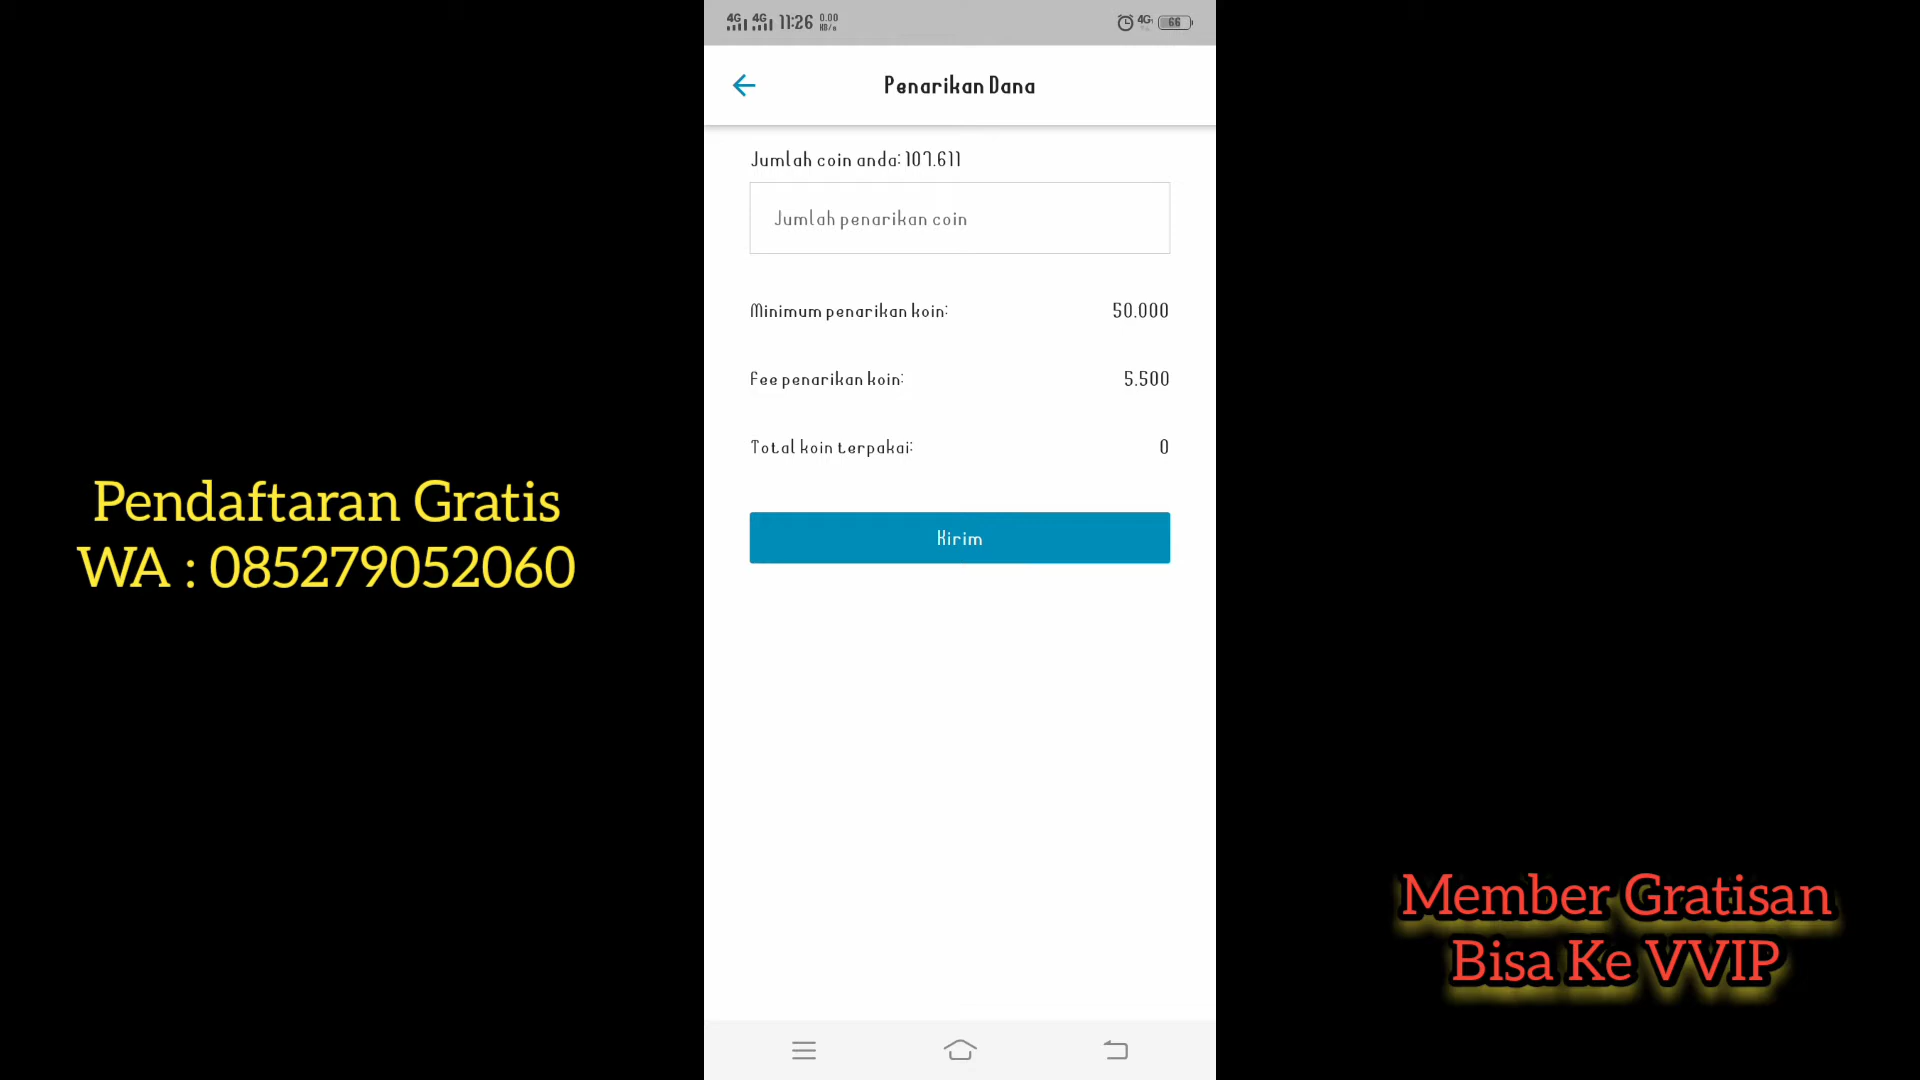 4G 4G 11:26 0.00 KB/s 4G 66
Penarikan Dana
Jumlah coin anda: 107.611
Jumlah penarikan coin
Minimum penarikan koin: 50.000
Fee penarikan koin: 5.500
Total koin terpakai: 0
Kirim
Pendaftaran Gratis
WA : 085279052060
Member Gratisan
Bisa Ke VVIP